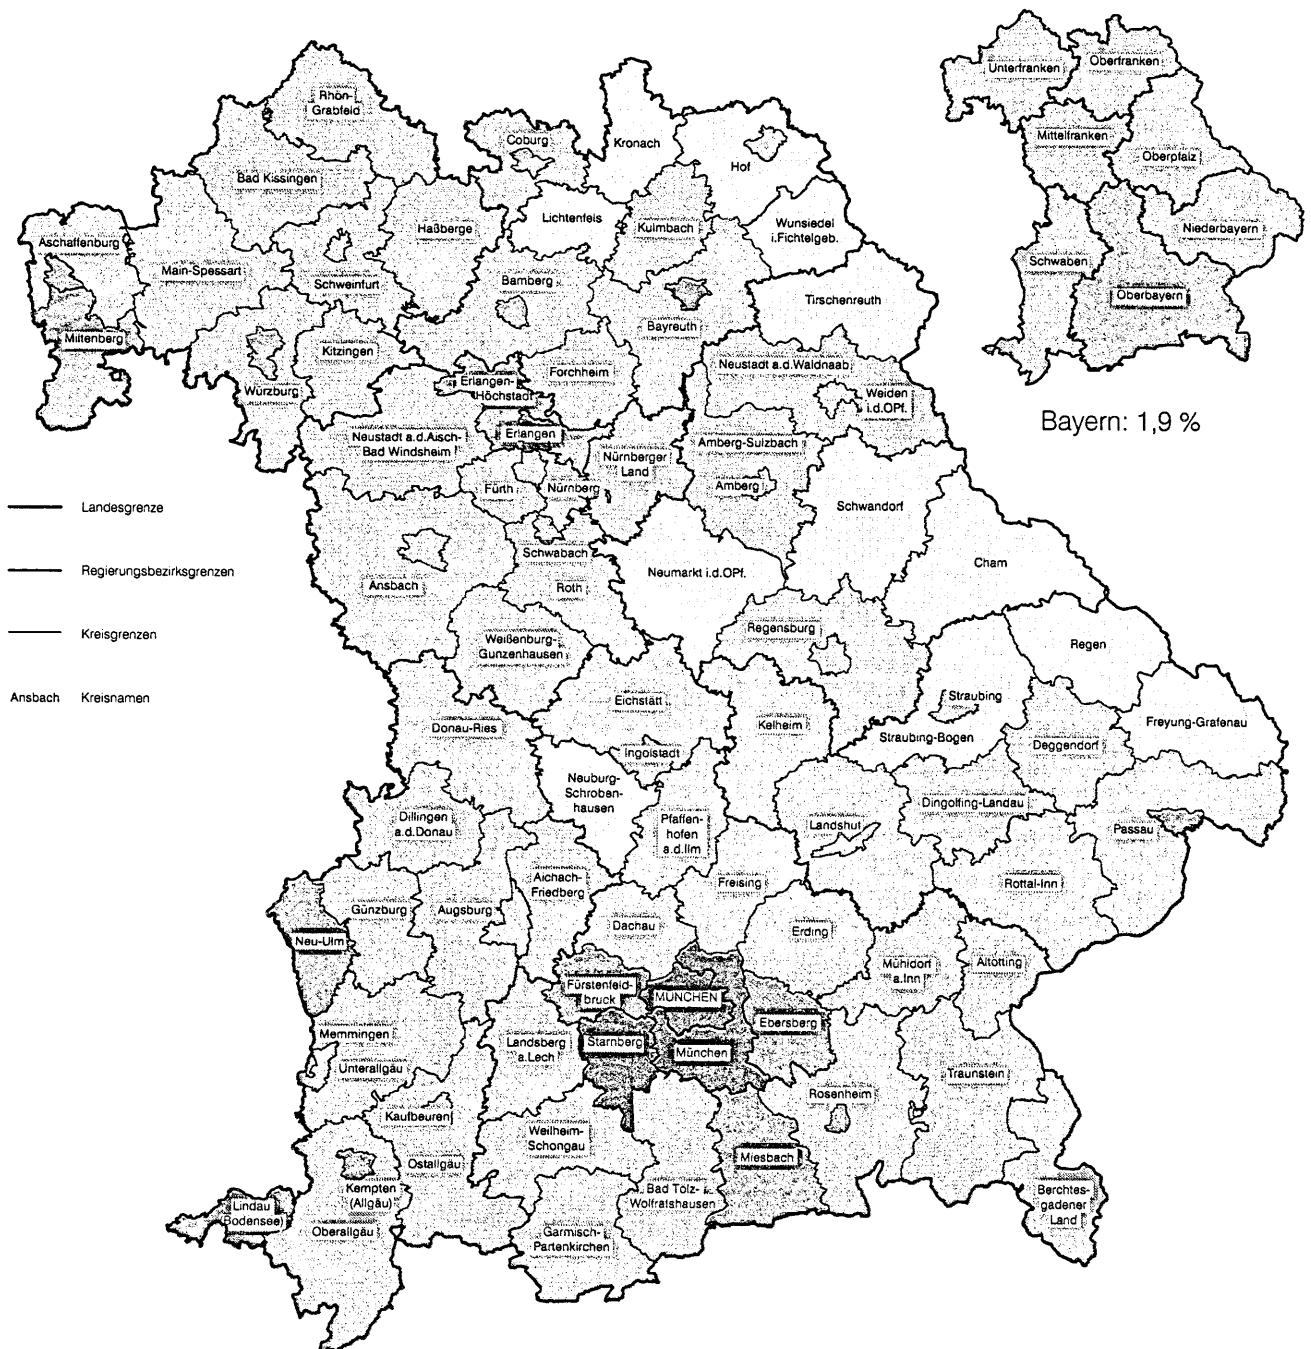 Unterfranken
Oberfranken
Mittelfranken
Oberpfalz
Niederbayern
Schwaben
Oberbayern
Bayern: 1,9 %
Rhön-
Grabfeld
Coburg
Kronach
Hof
Bad Kissingen
Lichtenfels
Kulmbach
Wunsiedel
i.Fichtelgeb.
Haßberge
Aschaffenburg
Main-Spessart
Schweinfurt
Bamberg
Bayreuth
Tirschenreuth
Miltenberg
Kitzingen
Würzburg
Forchheim
Erlangen-
Höchstadt
Neustadt a.d.Waldnaab
Weiden
i.d.OPf.
Neustadt a.d.Aisch-
Bad Windsheim
Erlangen
Nürnberger
Land
Amberg-Sulzbach
Fürth
Nürnberg
Amberg
Schwandorf
Landesgrenze
Regierungsbezirksgrenzen
Kreisgrenzen
Ansbach Kreisnamen
Schwabach
Roth
Ansbach
Neumarkt i.d.OPf.
Cham
Weißenburg-
Gunzenhausen
Regensburg
Regen
Eichstätt
Straubing
Donau-Ries
Kelheim
Straubing-Bogen
Freyung-Grafenau
Deggendorf
Ingolstadt
Neuburg-
Schroben-
hausen
Dillingen
a.d.Donau
Pfaffen-
hofen
a.d.Ilm
Landshut
Dingolfing-Landau
Passau
Aichach-
Friedberg
Freising
Rottal-Inn
Günzburg
Augsburg
Dachau
Erding
Neu-Ulm
Mühldorf
a.Inn
Altötting
Fürstenfeld-
bruck
MÜNCHEN
Ebersberg
Memmingen
Landsberg
a.Lech
Starnberg
München
Unterallgäu
Traunstein
Rosenheim
Kaufbeuren
Weilheim-
Schongau
Miesbach
Ostallgäu
Kempten
(Allgäu)
Lindau
(Bodensee)
Oberallgäu
Bad Tölz-
Wolfratshausen
Garmisch-
Partenkirchen
Berchtes-
gadener
Land